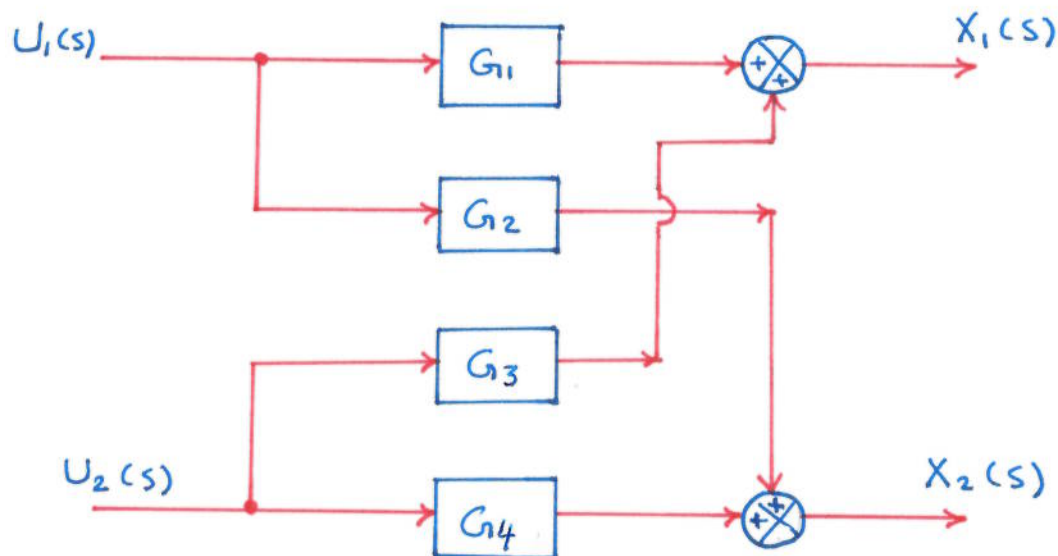 U₁(s)
G₁
X₁(s)
+
+
G₂
G₃
U₂(s)
G₄
X₂(s)
+
+